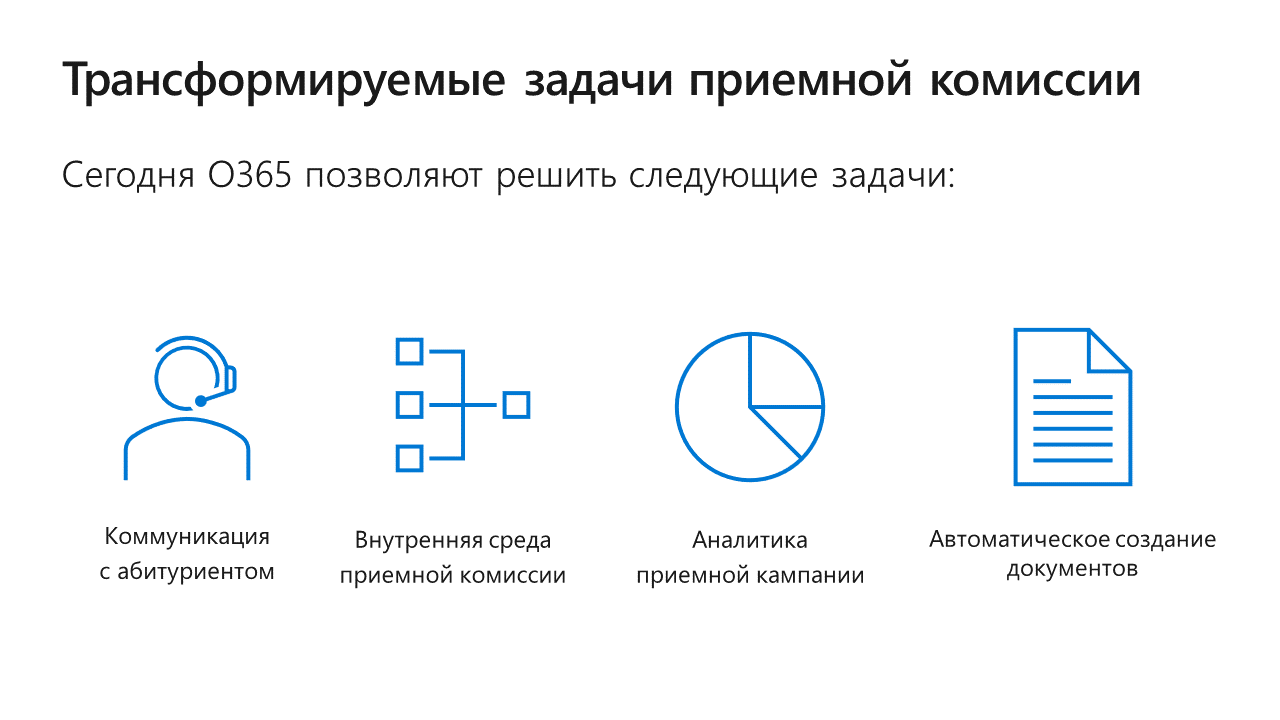 Трансформируемые задачи приемной комиссии
Сегодня О365 позволяют решить следующие задачи:
Коммуникация
с абитуриентом
Внутренняя среда
приемной комиссии
Аналитика
приемной кампании
Автоматическое создание
документов